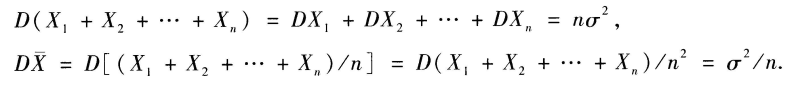 D(X₁ + X₂ + ⋯ + Xₙ) = DX₁ + DX₂ + ⋯ + DXₙ = nσ²,
DX̄ = D[(X₁ + X₂ + ⋯ + Xₙ)/n] = D(X₁ + X₂ + ⋯ + Xₙ)/n² = σ²/n.